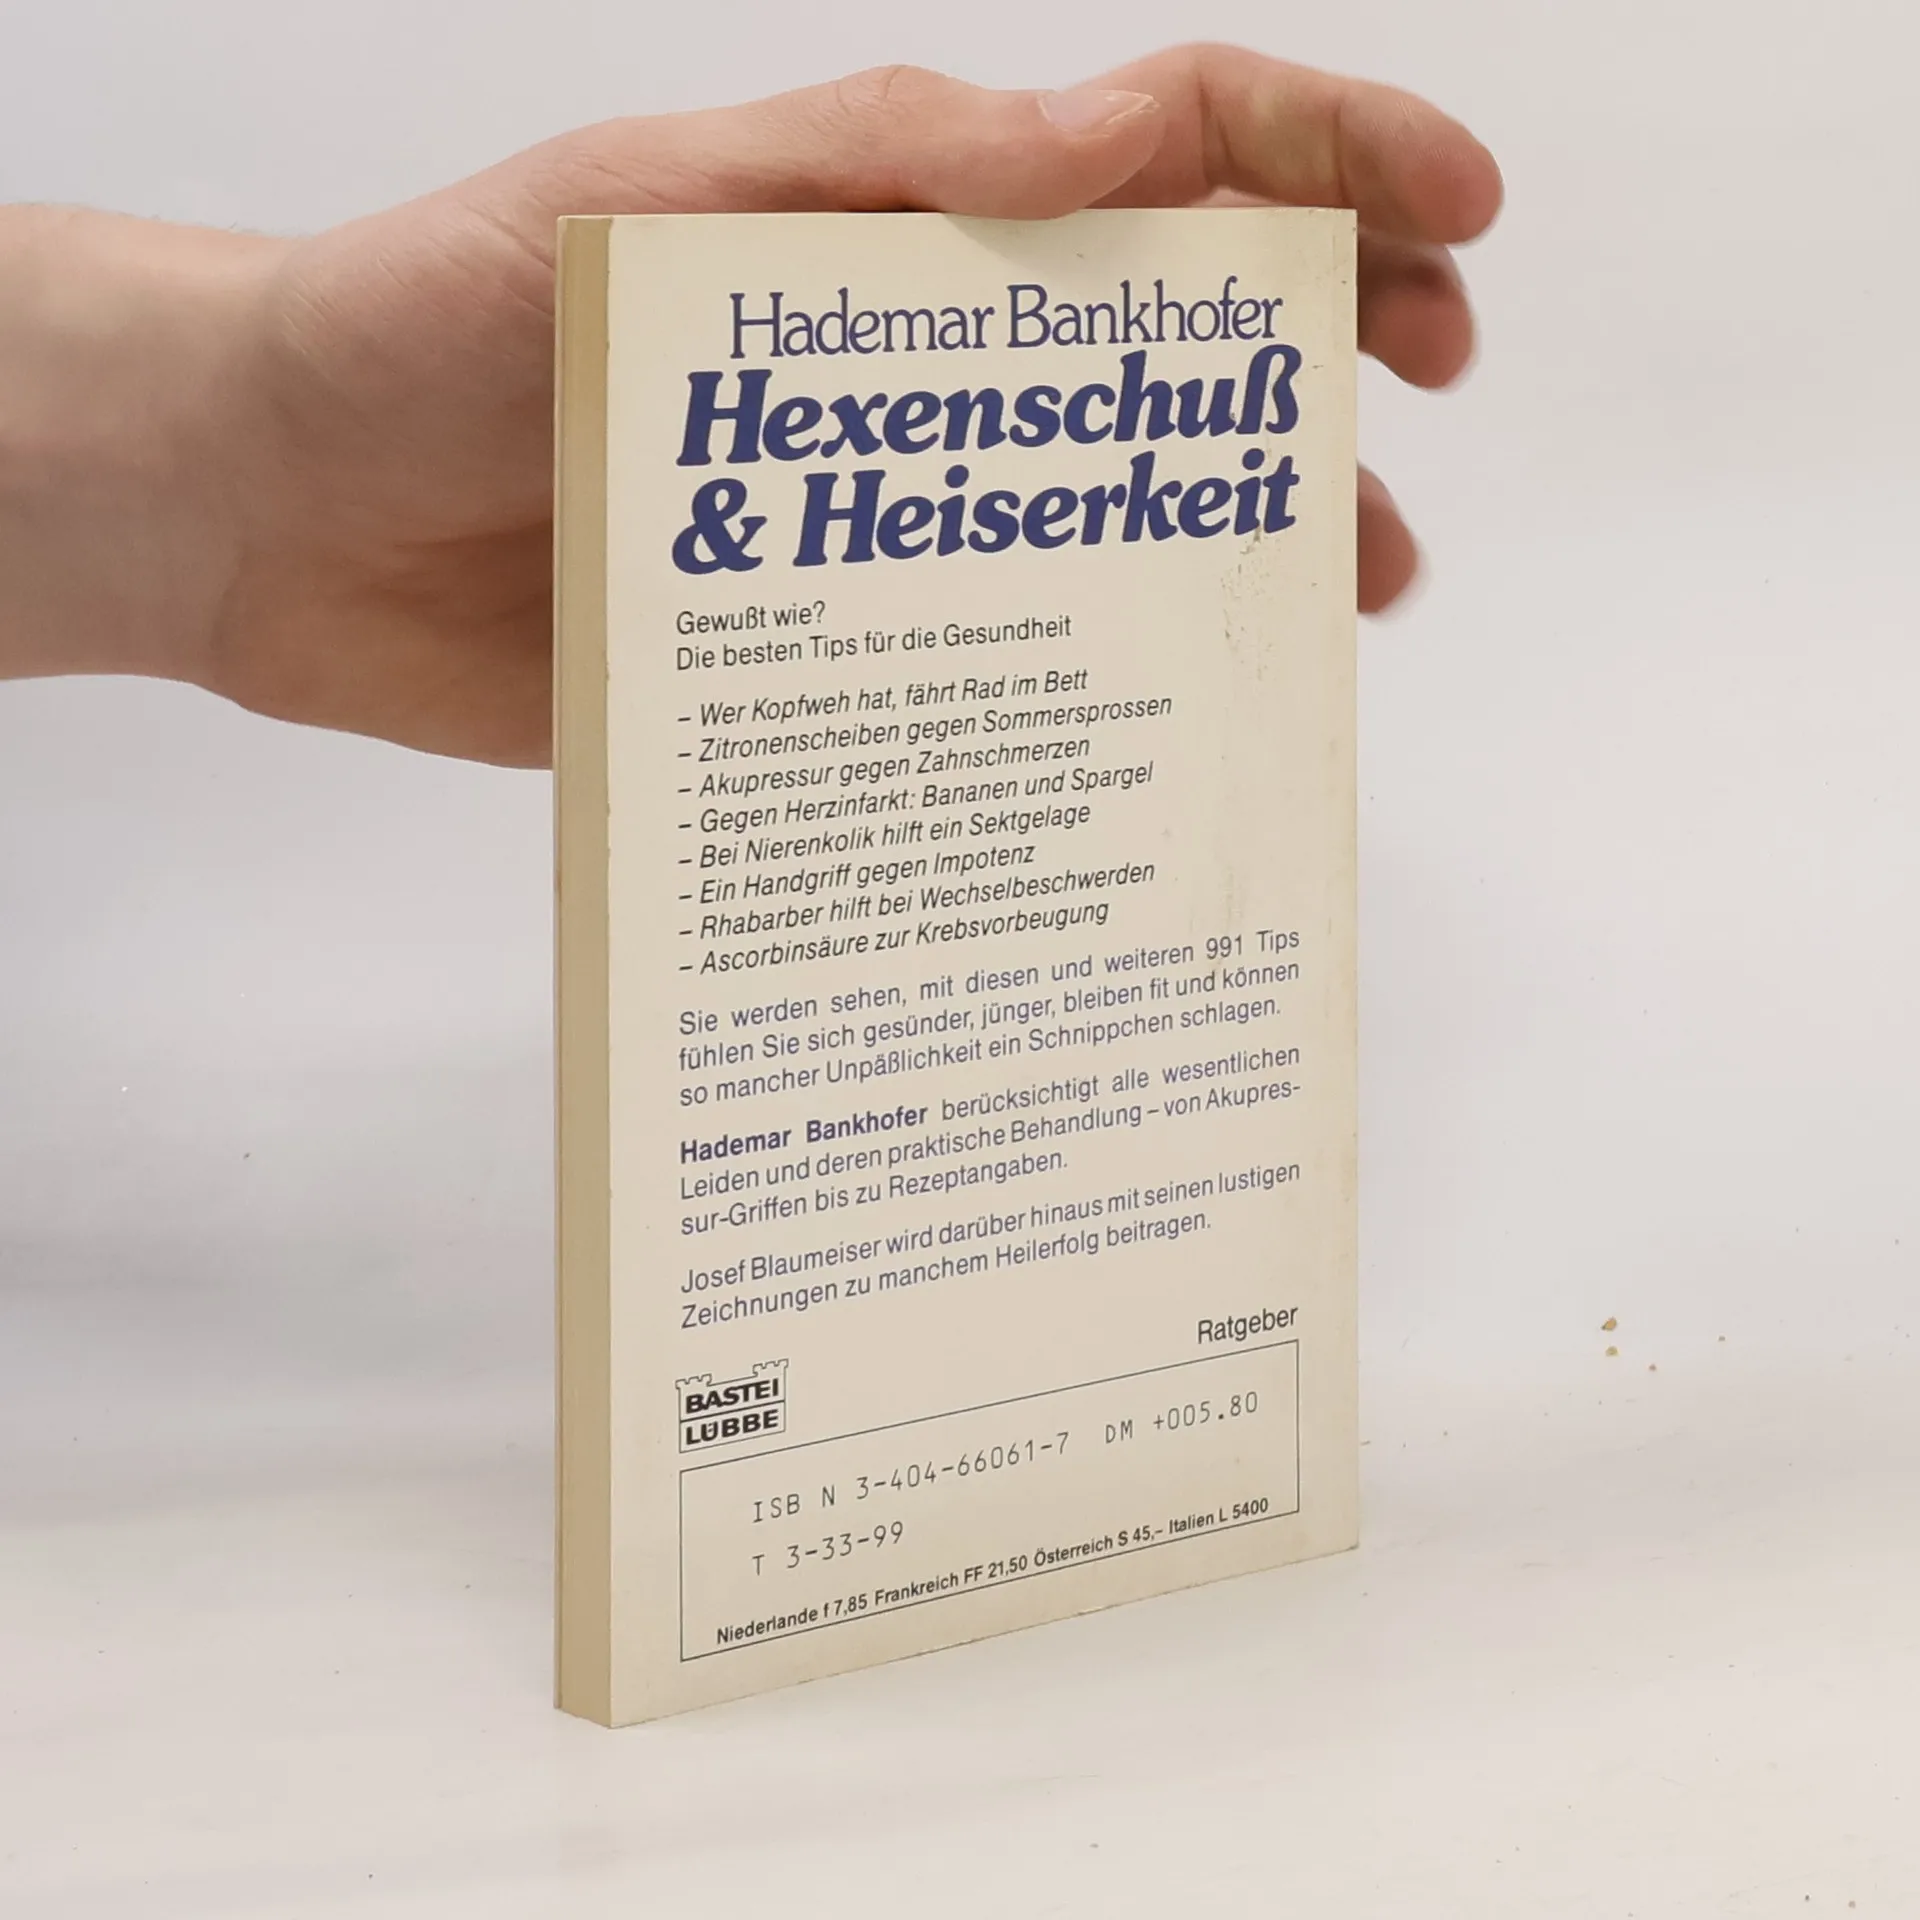 Hademar Bankhofer
Hexenschuß
& Heiserkeit
Gewußt wie?
Die besten Tips für die Gesundheit
– Wer Kopfweh hat, fährt Rad im Bett
– Zitronenscheiben gegen Sommersprossen
– Akupressur gegen Zahnschmerzen
– Gegen Herzinfarkt: Bananen und Spargel
– Bei Nierenkolik hilft ein Sektgelage
– Ein Handgriff gegen Impotenz
– Rhabarber hilft bei Wechselbeschwerden
– Ascorbinsäure zur Krebsvorbeugung
Sie werden sehen, mit diesen und weiteren 991 Tips
fühlen Sie sich gesünder, jünger, bleiben fit und können
so mancher Unpäßlichkeit ein Schnippchen schlagen.
Hademar Bankhofer berücksichtigt alle wesentlichen
Leiden und deren praktische Behandlung – von Akupres-
sur-Griffen bis zu Rezeptangaben.
Josef Blaumeiser wird darüber hinaus mit seinen lustigen
Zeichnungen zu manchem Heilerfolg beitragen.
Ratgeber
BASTEI
LÜBBE
ISB N 3-404-66061-7 DM +005.80
T 3-33-99
Niederlande f 7,85 Frankreich FF 21,50 Österreich S 45,– Italien L 5400